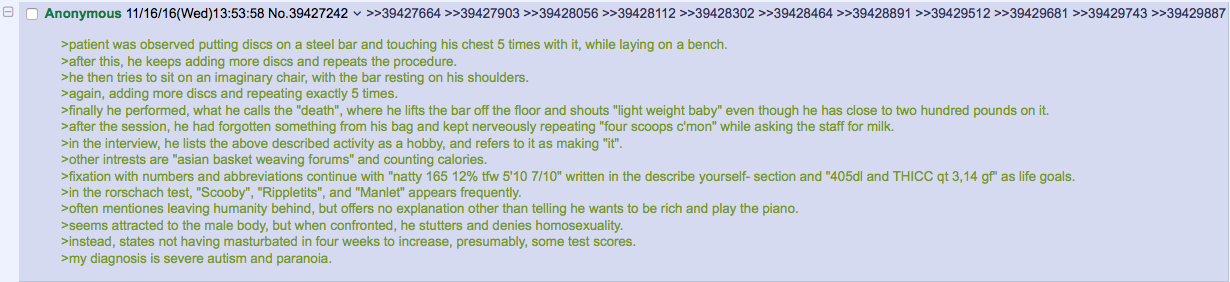 Anonymous 11/16/16(Wed)13:53:58 No.39427242 >>39427664 >>39427903 >>39428056 >>39428112 >>39428302 >>39428464 >>39428891 >>39429512 >>39429681 >>39429743 >>39429887
>patient was observed putting discs on a steel bar and touching his chest 5 times with it, while laying on a bench.
>after this, he keeps adding more discs and repeats the procedure.
>he then tries to sit on an imaginary chair, with the bar resting on his shoulders.
>again, adding more discs and repeating exactly 5 times.
>finally he performed, what he calls the "death", where he lifts the bar off the floor and shouts "light weight baby" even though he has close to two hundred pounds on it.
>after the session, he had forgotten something from his bag and kept nerveously repeating "four scoops c'mon" while asking the staff for milk.
>in the interview, he lists the above described activity as a hobby, and refers to it as making "it".
>other intrests are "asian basket weaving forums" and counting calories.
>fixation with numbers and abbreviations continue with "natty 165 12% tfw 5'10 7/10" written in the describe yourself- section and "405dl and THICC qt 3,14 gf" as life goals.
>in the rorschach test, "Scooby", "Rippletits", and "Manlet" appears frequently.
>often mentiones leaving humanity behind, but offers no explanation other than telling he wants to be rich and play the piano.
>seems attracted to the male body, but when confronted, he stutters and denies homosexuality.
>instead, states not having masturbated in four weeks to increase, presumably, some test scores.
>my diagnosis is severe autism and paranoia.